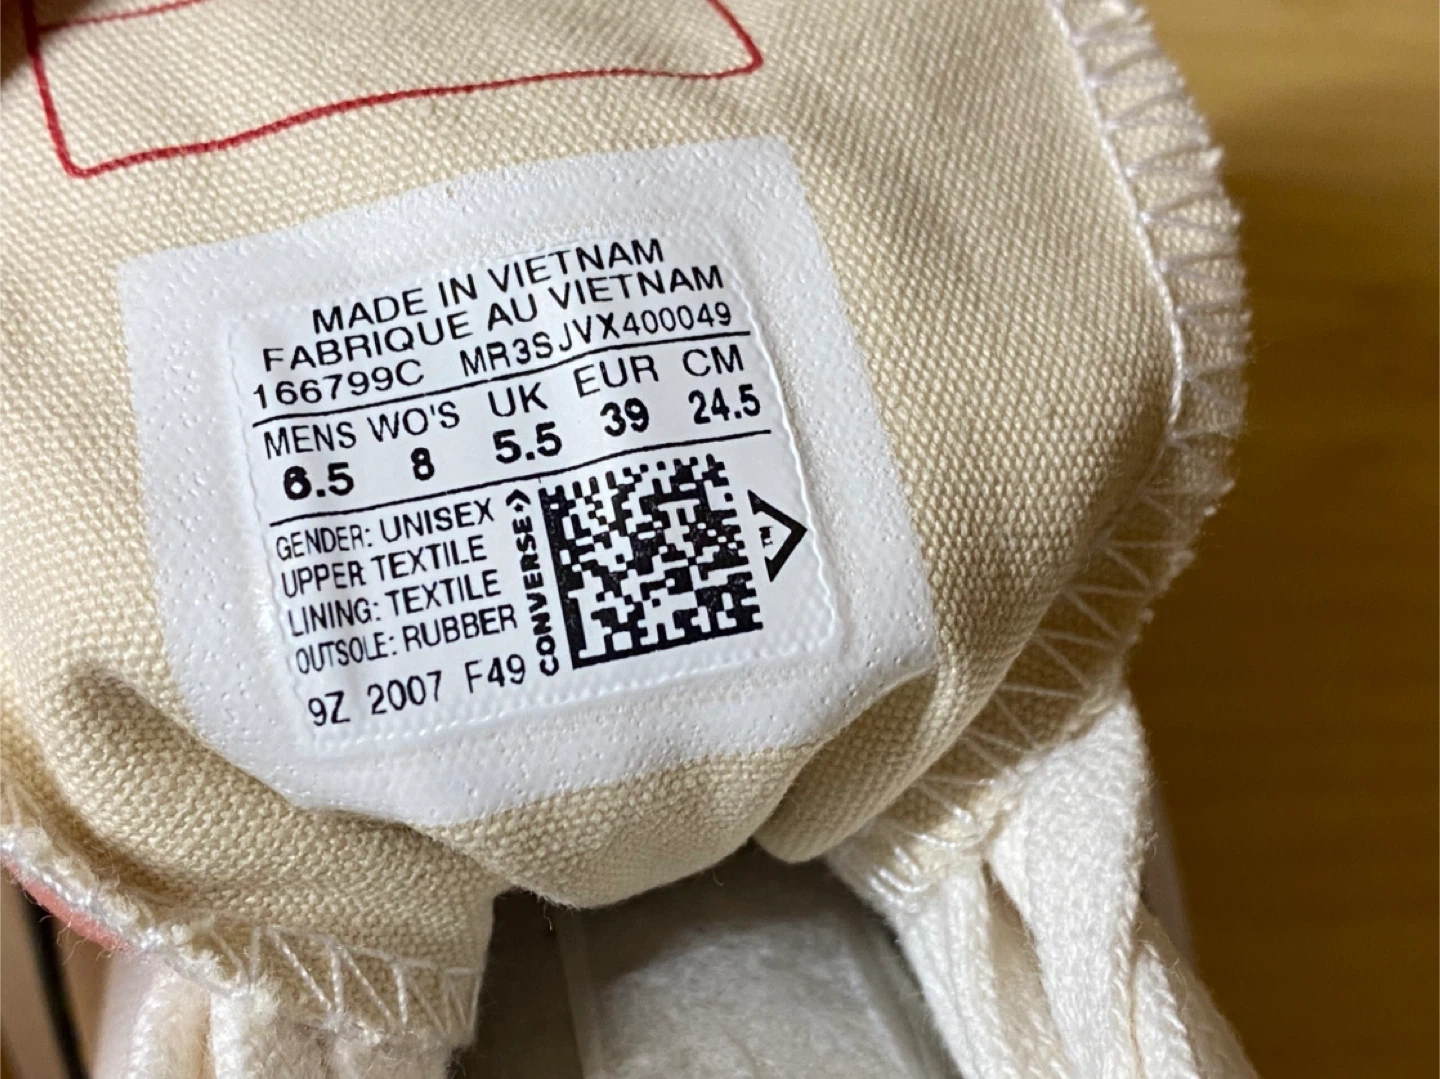 MADE IN VIETNAM
FABRIQUE AU VIETNAM
166799C MR3SJVX400049
MENS WO'S UK EUR CM
6.5 8 5.5 39 24.5
GENDER: UNISEX
UPPER TEXTILE
LINING: TEXTILE
OUTSOLE: RUBBER
9Z 2007 F49
CONVERSE